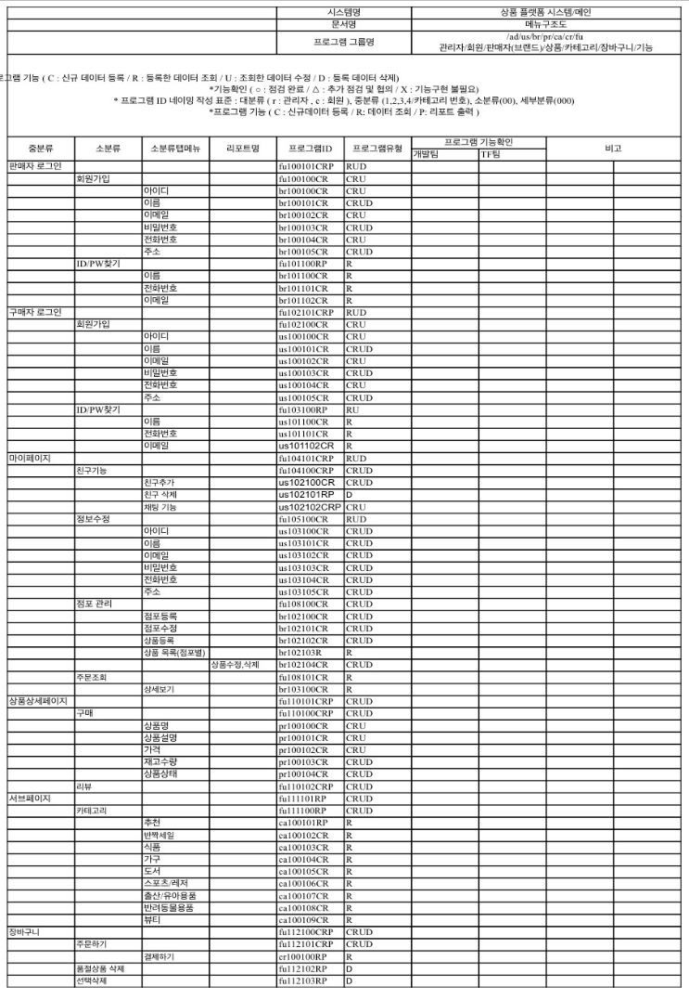 시스템명 상품 플랫폼 시스템/메인
문서명 메뉴구조도
프로그램 그룹명 /ad/us/br/pr/ca/cr/fu
관리자/회원/판매자(브랜드)/상품/카테고리/장바구니/기능
로그램 기능 ( C : 신규 데이터 등록 / R : 등록한 데이터 조회 / U : 조회한 데이터 수정 / D : 등록 데이터 삭제)
*기능확인 ( ○ : 점검 완료 / △ : 추가 점검 및 협의 / X : 기능구현 불필요)
* 프로그램 ID 네이밍 작성 표준 : 대분류 ( r : 관리자 , c : 회원 ), 중분류 (1,2,3,4/카테고리 번호), 소분류(00), 세부분류(000)
*프로그램 기능 ( C : 신규데이터 등록 / R: 데이터 조회 / P: 리포트 출력 )
중분류 소분류 소분류탭메뉴 리포트명 프로그램ID 프로그램유형 프로그램 기능확인 비고
개발팀 TF팀
판매자 로그인 fu100101CRP RUD
회원가입 fu100100CR CRU
아이디 br100100CR CRU
이름 br100101CR CRUD
이메일 br100102CR CRU
비밀번호 br100103CR CRUD
전화번호 br100104CR CRU
주소 br100105CR CRUD
ID/PW찾기 fu101100RP R
이름 br101100CR R
전화번호 br101101CR R
이메일 br101102CR R
구매자 로그인 fu102101CRP RUD
회원가입 fu102100CR CRU
아이디 us100100CR CRU
이름 us100101CR CRUD
이메일 us100102CR CRU
비밀번호 us100103CR CRUD
전화번호 us100104CR CRU
주소 us100105CR CRUD
ID/PW찾기 fu103100RP RU
이름 us101100CR R
전화번호 us101101CR R
이메일 us101102CR R
마이페이지 fu104101CRP RUD
친구기능 fu104100CRP CRUD
친구추가 us102100CR CRUD
친구 삭제 us102101RP D
채팅 기능 us102102CRP CRU
정보수정 fu105100CR RUD
아이디 us103100CR CRUD
이름 us103101CR CRUD
이메일 us103102CR CRUD
비밀번호 us103103CR CRUD
전화번호 us103104CR CRUD
주소 us103105CR CRUD
점포 관리 fu108100CR CRUD
점포등록 br102100CR CRUD
점포수정 br102101CR CRUD
상품등록 br102102CR CRUD
상품 목록(점포별) br102103R R
상품수정,삭제 br102104CR CRUD
주문조회 fu108101CR R
상세보기 br103100CR R
상품상세페이지 fu110101CRP CRUD
구매 fu110100CRP CRUD
상품명 pr100100CR CRU
상품설명 pr100101CR CRU
가격 pr100102CR CRU
재고수량 pr100103CR CRUD
상품상태 pr100104CR CRUD
리뷰 fu110102CRP CRUD
서브페이지 fu111101RP CRUD
카테고리 fu111100RP CRUD
추천 ca100101RP R
반짝세일 ca100102CR R
식품 ca100103CR R
가구 ca100104CR R
도서 ca100105CR R
스포츠/레저 ca100106CR R
출산/유아용품 ca100107CR R
반려동물용품 ca100108CR R
뷰티 ca100109CR R
장바구니 fu112100CRP CRUD
주문하기 fu112101CRP CRUD
결제하기 cr100100RP R
품절상품 삭제 fu112102RP D
선택삭제 fu112103RP D